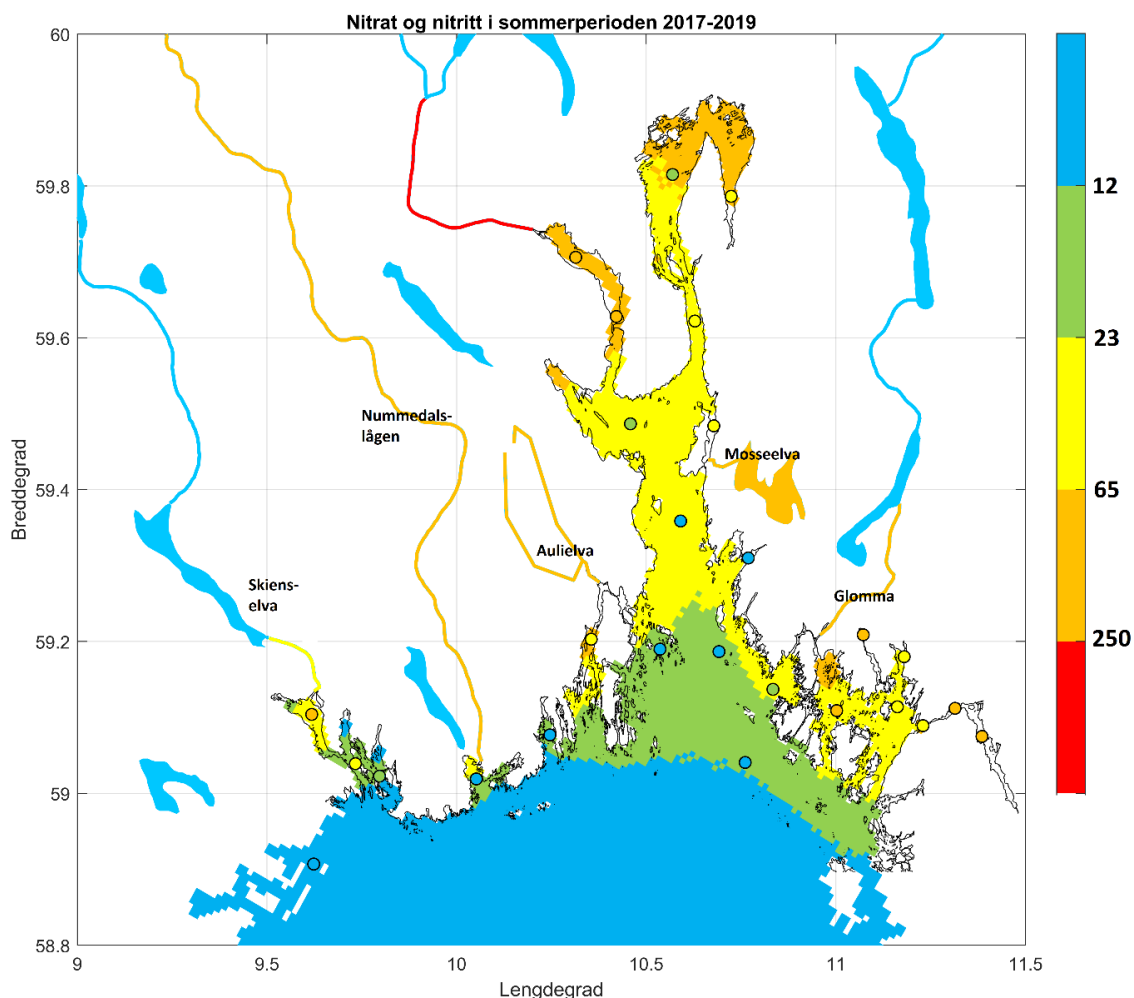 Nitrat og nitritt i sommerperioden 2017-2019
60
59.8
59.6
59.4
59.2
59
58.8
Breddegrad
Nummedals-
lågen
Mosseelva
Aulielva
Skiens-
elva
Glomma
12
23
65
250
9
9.5
10
10.5
11
11.5
Lengdegrad